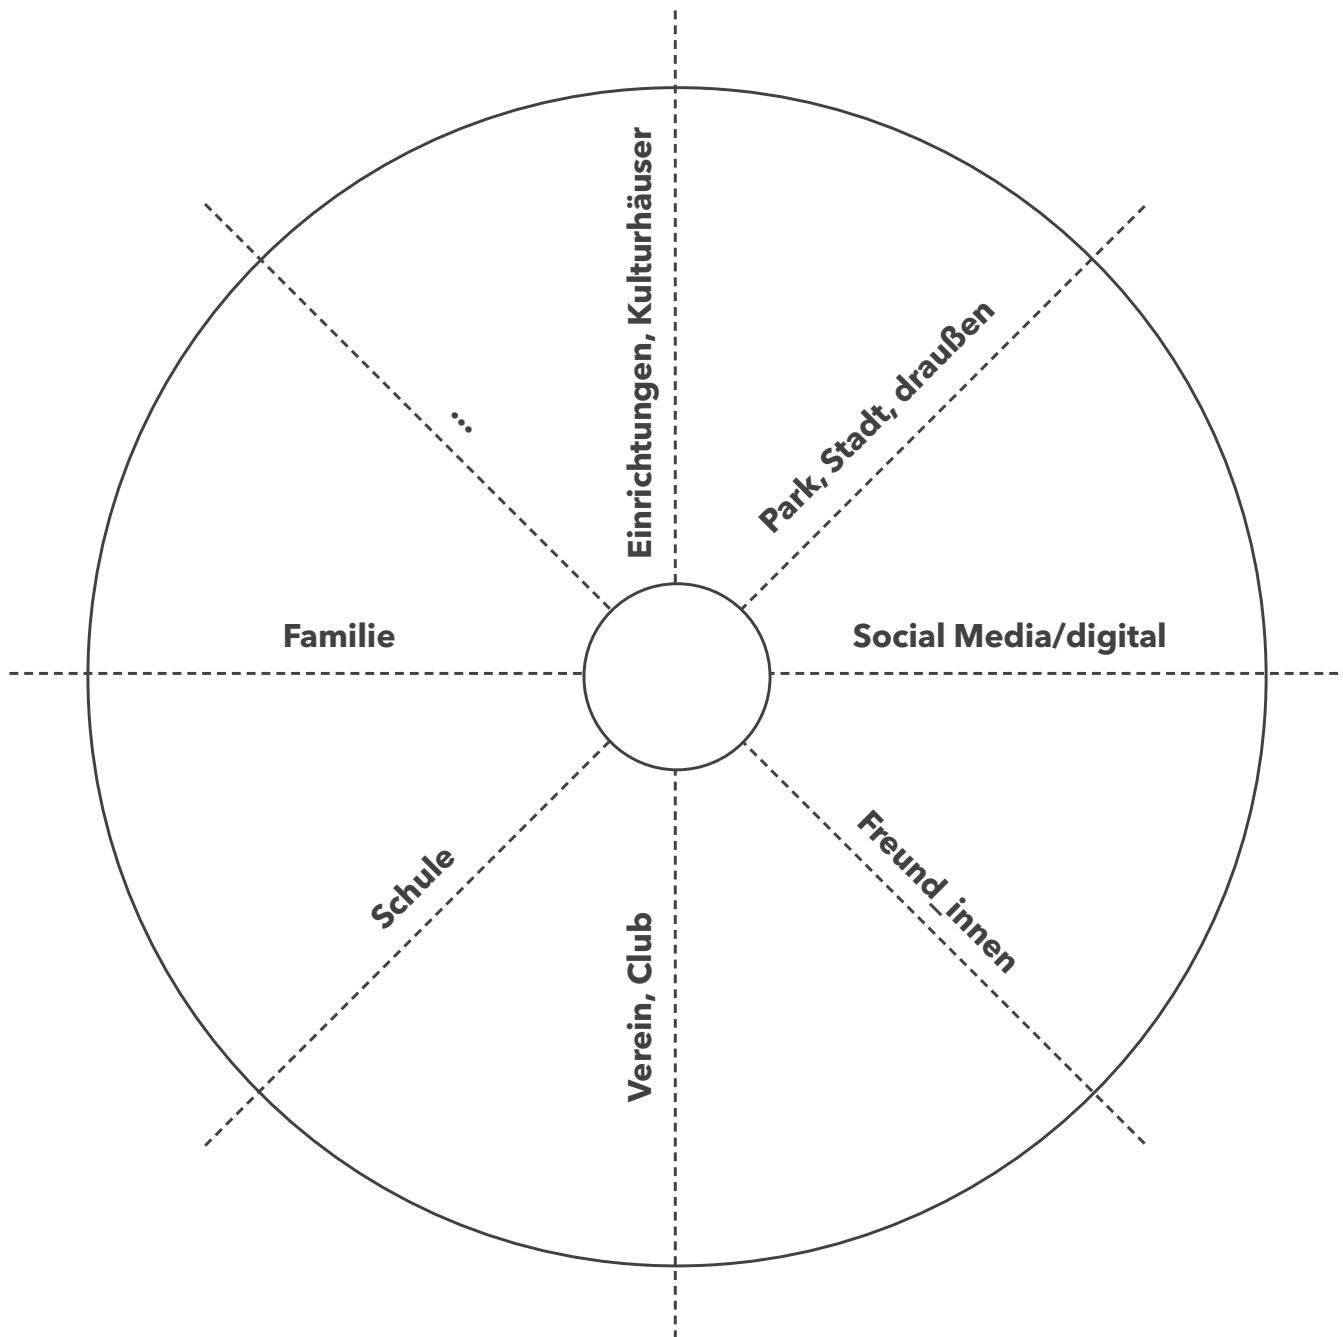 Einrichtungen, Kulturhäuser
Park, Stadt, draußen
...
Familie
Social Media/digital
Schule
Freund_innen
Verein, Club